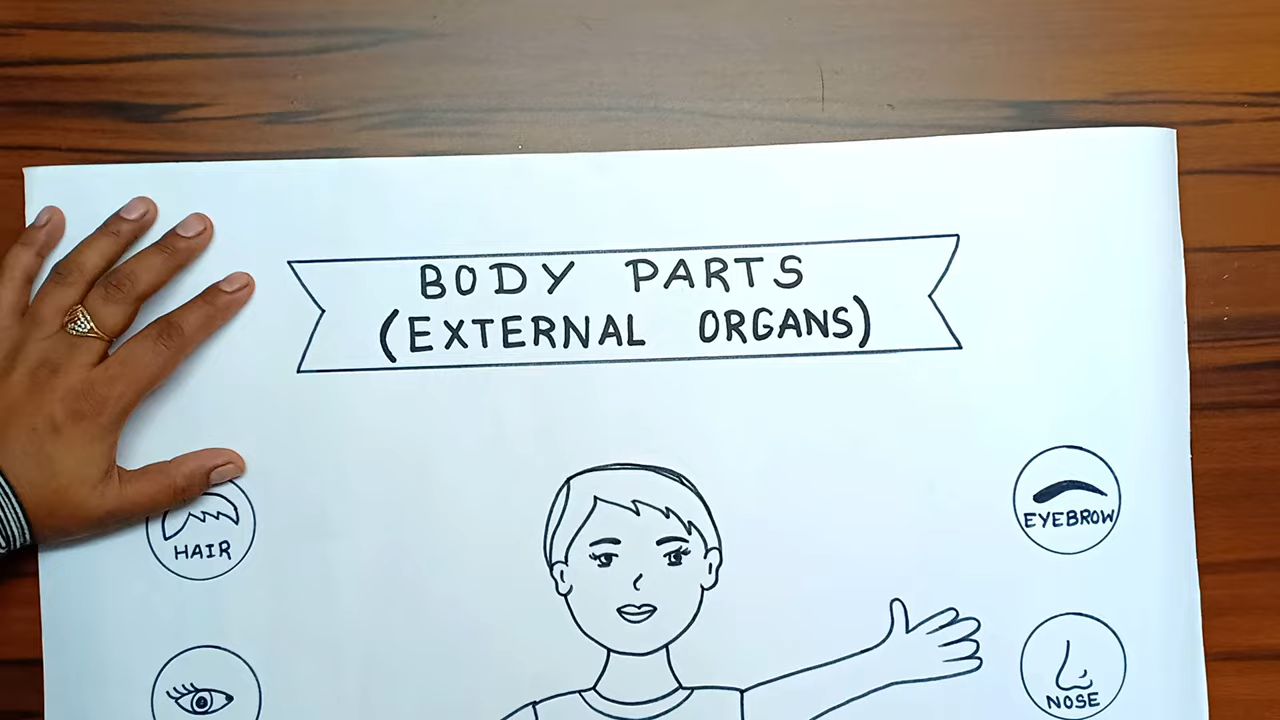 BODY PARTS
(EXTERNAL ORGANS)
HAIR
EYEBROW
NOSE